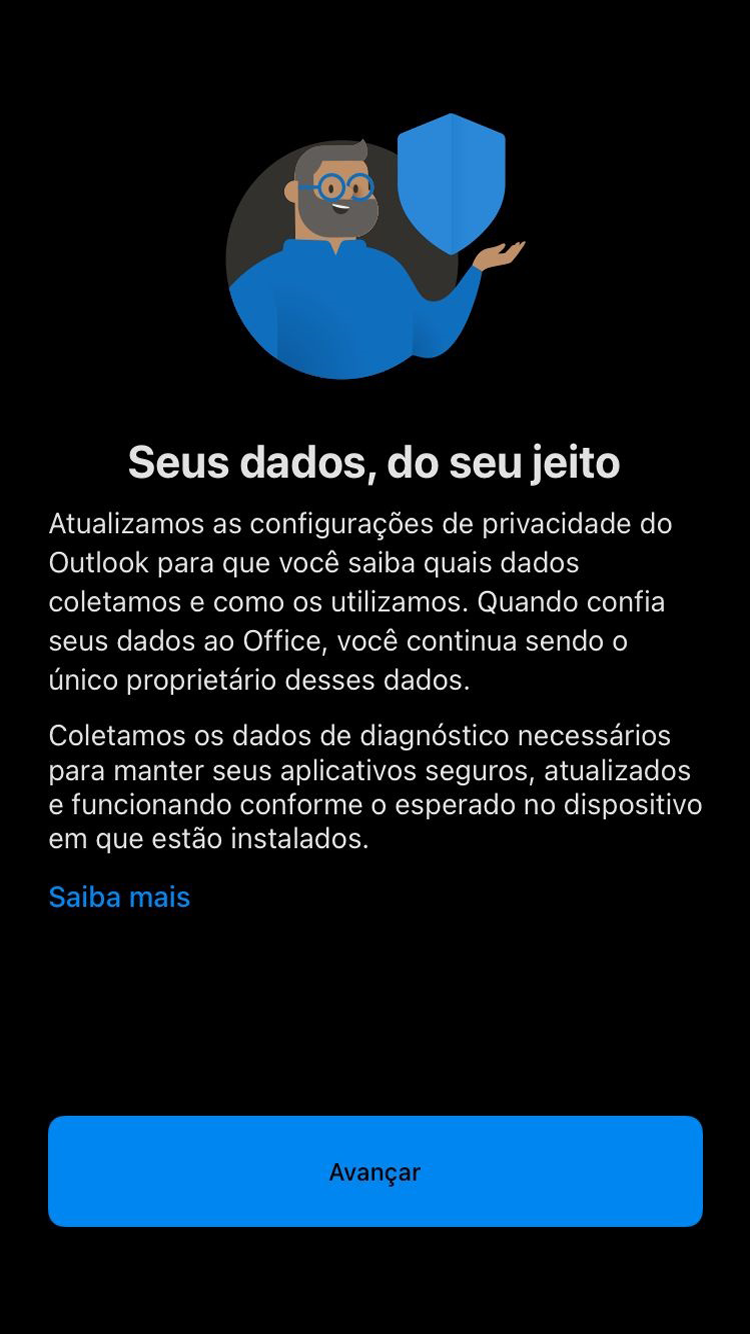 Seus dados, do seu jeito
Atualizamos as configurações de privacidade do
Outlook para que você saiba quais dados
coletamos e como os utilizamos. Quando confia
seus dados ao Office, você continua sendo o
único proprietário desses dados.
Coletamos os dados de diagnóstico necessários
para manter seus aplicativos seguros, atualizados
e funcionando conforme o esperado no dispositivo
em que estão instalados.
Saiba mais
Avançar